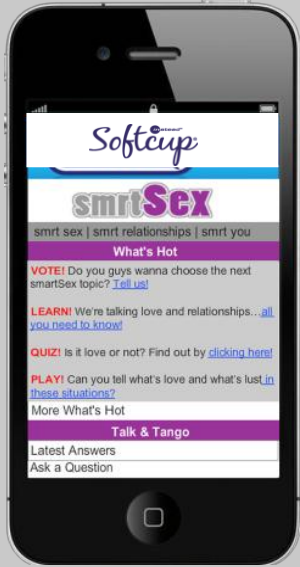 instead
Softcup
smrtSex
smrt sex | smrt relationships | smrt you
What's Hot
VOTE! Do you guys wanna choose the next
smartSex topic? Tell us!
LEARN! We're talking love and relationships…all
you need to know!
QUIZ! Is it love or not? Find out by clicking here!
PLAY! Can you tell what's love and what's lust in
these situations?
More What's Hot
Talk & Tango
Latest Answers
Ask a Question